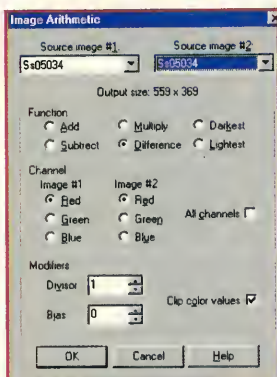 Image Arithmetic
Source image #1 Source image #2
Ss05034 Ss05034
Output size: 559 x 369
Function
Add Multiply Darkest
Subtract Difference Lightest
Channel
Image #1 Image #2
Red Red
Green Green All channels
Blue Blue
Modifiers
Divisor 1
Clip color values
Bias 0
OK Cancel Help